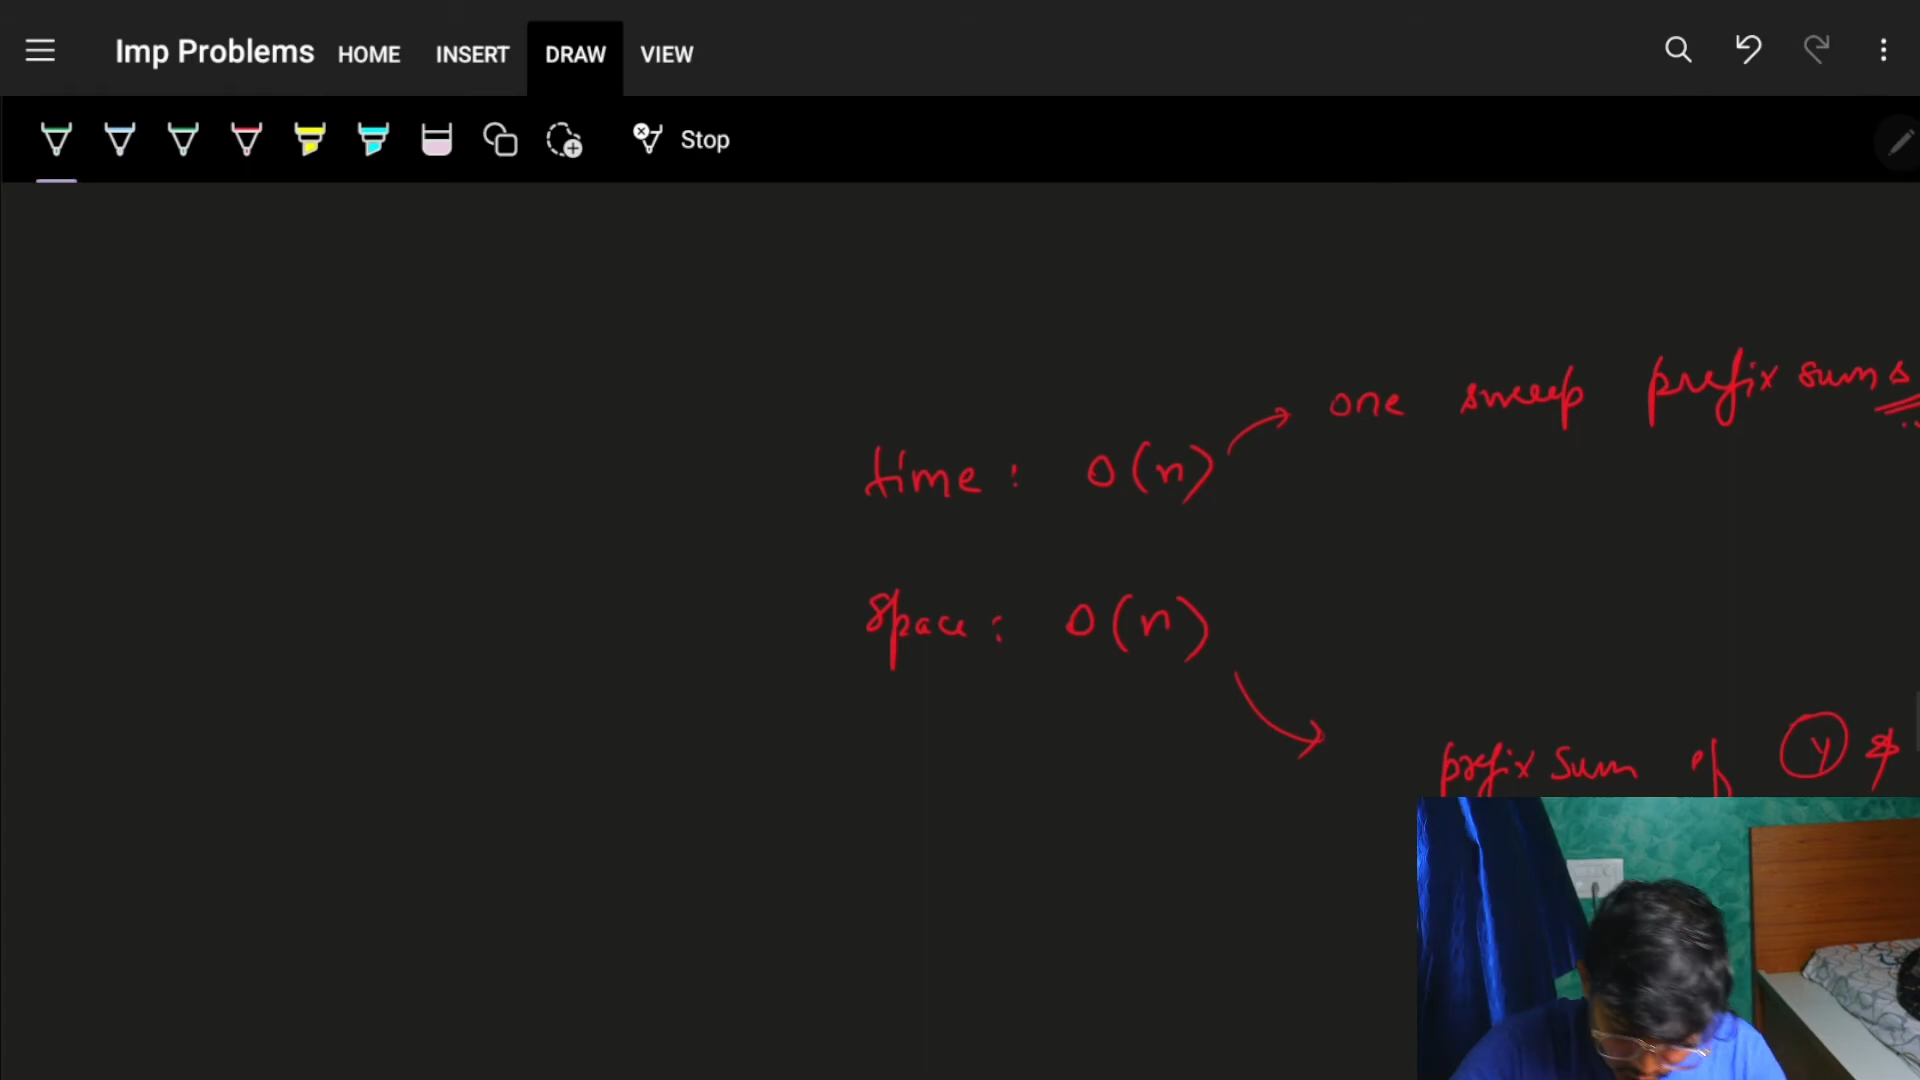 Imp Problems HOME INSERT DRAW VIEW
Stop
one sweep prefix sums
time: O(n)
space: O(n)
prefix sum of Y &